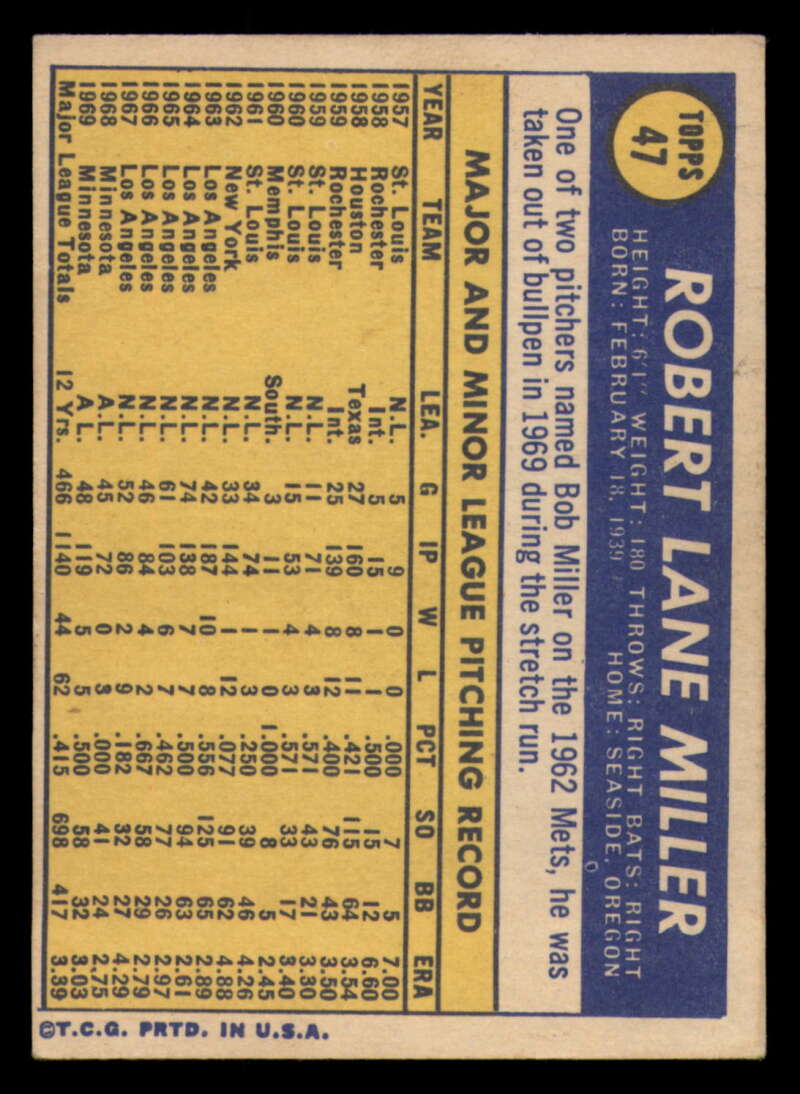 TOPPS
47
ROBERT LANE MILLER
HEIGHT: 6'1" WEIGHT: 180 THROWS: RIGHT BATS: RIGHT
BORN: FEBRUARY 18, 1939 HOME: SEASIDE, OREGON
One of two pitchers named Bob Miller on the 1962 Mets, he was
taken out of bullpen in 1969 during the stretch run.
MAJOR AND MINOR LEAGUE PITCHING RECORD
YEAR TEAM LEA. G IP W L PCT SO BB ERA
1957 St. Louis N.L. 5 9 0 0 .000 7 5 7.00
1958 Rochester Int. 5 15 1 1 .500 15 12 6.60
1958 Houston Texas 27 160 8 11 .421 115 64 3.54
1959 Rochester Int. 25 139 8 12 .400 76 43 3.50
1959 St. Louis N.L. 11 71 4 3 .571 43 21 3.30
1960 St. Louis N.L. 15 53 4 3 .571 33 17 3.40
1960 Memphis South. 3 11 1 0 1.000 8 5 2.45
1961 St. Louis N.L. 34 74 1 3 .250 39 46 4.26
1962 New York N.L. 33 144 1 12 .077 91 62 4.88
1963 Los Angeles N.L. 42 187 10 8 .556 125 65 2.89
1964 Los Angeles N.L. 74 138 7 7 .500 94 63 2.61
1965 Los Angeles N.L. 61 103 6 7 .462 77 26 2.97
1966 Los Angeles N.L. 46 84 4 2 .667 58 29 2.79
1967 Los Angeles N.L. 52 86 2 9 .182 32 27 4.29
1968 Minnesota A.L. 45 72 0 3 .000 41 24 2.75
1969 Minnesota A.L. 48 119 5 5 .500 58 32 3.03
Major League Totals 12 Yrs. 466 1140 44 62 .415 698 417 3.39
©T.C.G. PRTD. IN U.S.A.